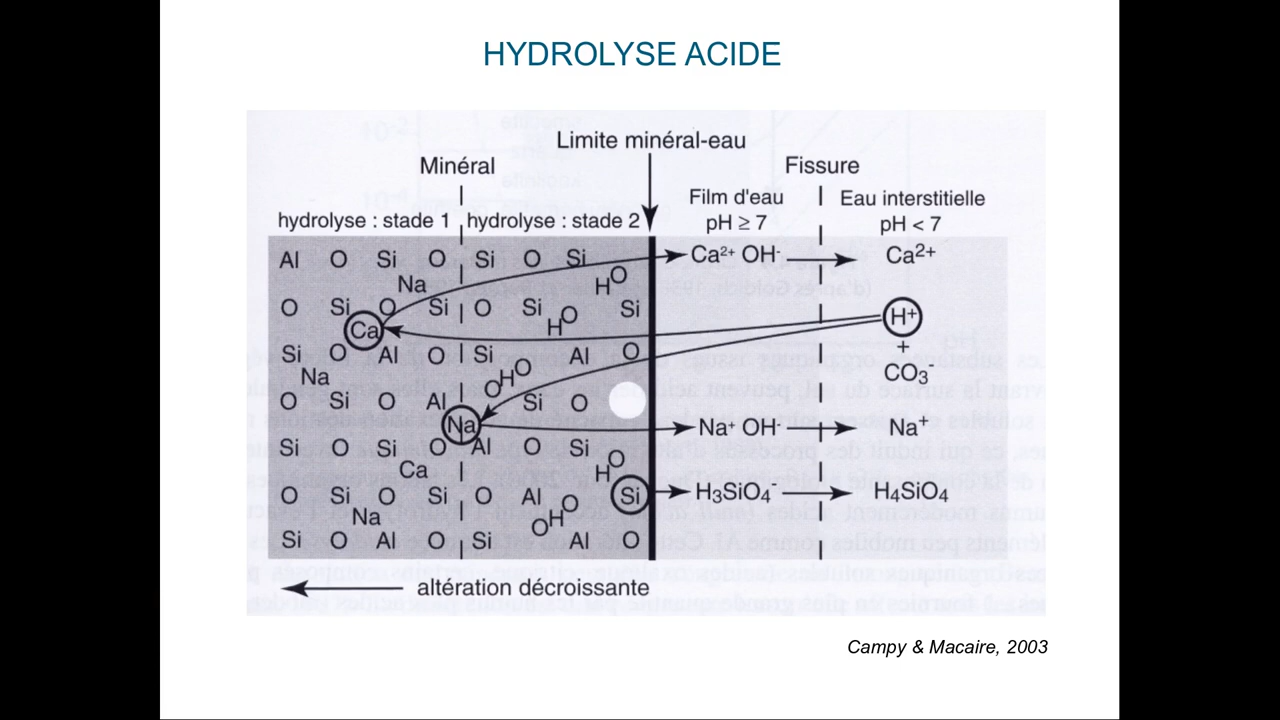 HYDROLYSE ACIDE
Limite minéral-eau
Minéral
Fissure
Film d'eau
pH ≥ 7
Eau interstitielle
pH < 7
hydrolyse : stade 1
hydrolyse : stade 2
Al O Si O Si O Si
Ca²⁺ OH⁻
Ca²⁺
Na
H O
O Si O Si O Si Si
H⁺
Ca
H O
+
Si O Al O Si Al O
CO₃⁻
Na
O H O
O Si O Al Si O
Na
Na⁺ OH⁻
Na⁺
Si O Si O Al O Si
Ca
H O
O Si O Si O Al O Si
H₃SiO₄⁻
H₄SiO₄
Na
O H
Si O Al O Si Al O
altération décroissante
Campy & Macaire, 2003